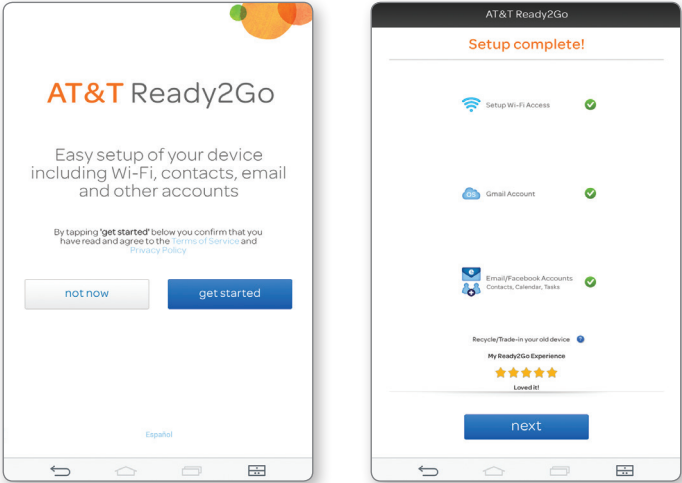 AT&T Ready2Go
Easy setup of your device
including Wi-Fi, contacts, email
and other accounts
By tapping 'get started' below you confirm that you
have read and agree to the Terms of Service and
Privacy Policy
not now
get started
Español
AT&T Ready2Go
Setup complete!
Setup Wi-Fi Access
OS
Gmail Account
e
Email/Facebook Accounts
Contacts, Calendar, Tasks
Recycle/Trade-in your old device ?
My Ready2Go Experience
Loved it!
next